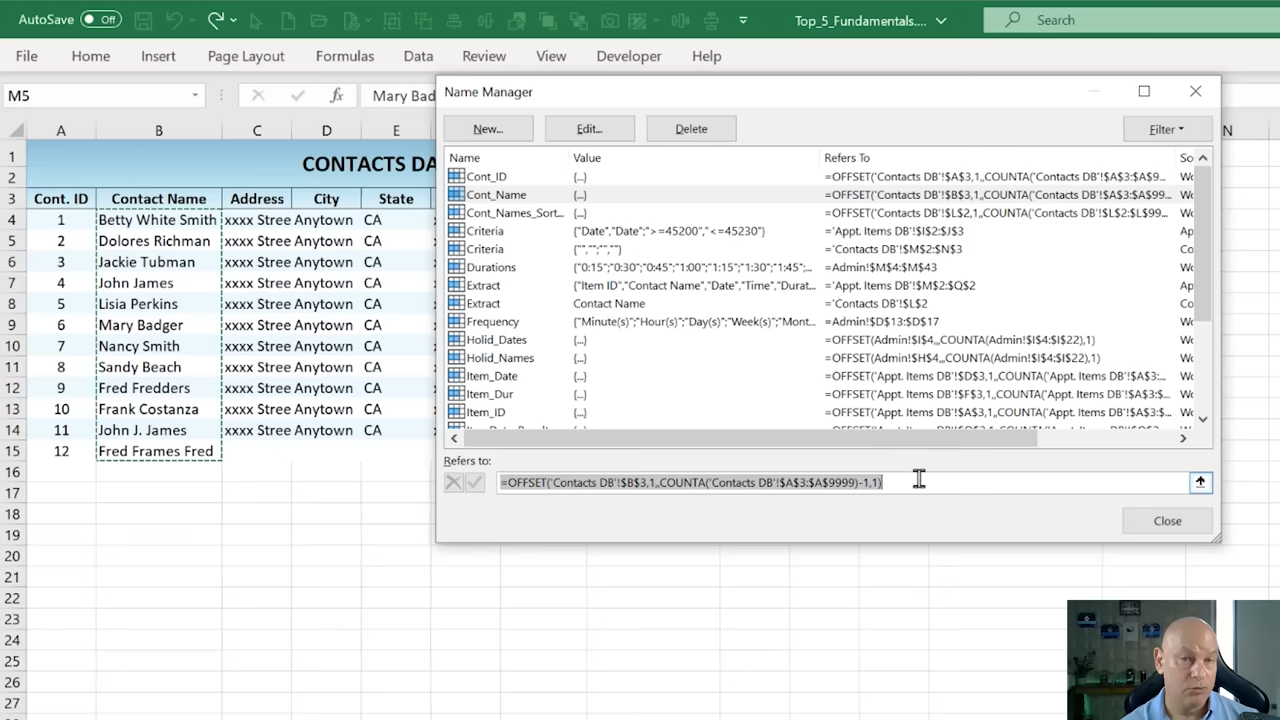 AutoSave Off Top_5_Fundamentals.... Search
File Home Insert Page Layout Formulas Data Review View Developer Help
M5 fx Mary Bad
Name Manager
New... Edit... Delete Filter
Name Value Refers To
Cont_ID {...} =OFFSET('Contacts DB'!$A$3,1,,COUNTA('Contacts DB'!$A$3:$A$9... Wo
Cont_Name {...} =OFFSET('Contacts DB'!$B$3,1,,COUNTA('Contacts DB'!$A$3:$A$99... Wo
Cont_Names_Sort... {...} =OFFSET('Contacts DB'!$L$2,1,,COUNTA('Contacts DB'!$L$2:$L$99... Wo
Criteria {"Date","Date";">=45200","<=45230"} ='Appt. Items DB'!$I$2:$J$3 Ap
Criteria {"","";"",""} ='Contacts DB'!$M$2:$N$3 Co
Durations {"0:15";"0:30";"0:45";"1:00";"1:15";"1:30";"1:45";... =Admin!$M$4:$M$43 Wo
Extract {"Item ID","Contact Name","Date","Time","Durat... ='Appt. Items DB'!$M$2:$Q$2 Ap
Extract Contact Name ='Contacts DB'!$L$2 Co
Frequency {"Minute(s)";"Hour(s)";"Day(s)";"Week(s)";"Mont... =Admin!$D$13:$D$17 Wo
Holid_Dates {...} =OFFSET(Admin!$I$4,,,COUNTA(Admin!$I$4:$I$22),1) Wo
Holid_Names {...} =OFFSET(Admin!$H$4,,,COUNTA(Admin!$I$4:$I$22),1) Wo
Item_Date {...} =OFFSET('Appt. Items DB'!$D$3,1,,COUNTA('Appt. Items DB'!$A$3:... Wo
Item_Dur {...} =OFFSET('Appt. Items DB'!$F$3,1,,COUNTA('Appt. Items DB'!$A$3:$... Wo
Item_ID {...} =OFFSET('Appt. Items DB'!$A$3,1,,COUNTA('Appt. Items DB'!$A$3:... Wo
Refers to:
=OFFSET('Contacts DB'!$B$3,1,,COUNTA('Contacts DB'!$A$3:$A$9999)-1,1)
Close
A B C D E N
1 CONTACTS DA
2
3 Cont. ID Contact Name Address City State
4 1 Betty White Smith xxxx Stree Anytown CA
5 2 Dolores Richman xxxx Stree Anytown CA
6 3 Jackie Tubman xxxx Stree Anytown CA
7 4 John James xxxx Stree Anytown CA
8 5 Lisia Perkins xxxx Stree Anytown CA
9 6 Mary Badger xxxx Stree Anytown CA
10 7 Nancy Smith xxxx Stree Anytown CA
11 8 Sandy Beach xxxx Stree Anytown CA
12 9 Fred Fredders xxxx Stree Anytown CA
13 10 Frank Costanza xxxx Stree Anytown CA
14 11 John J. James xxxx Stree Anytown CA
15 12 Fred Frames Fred
16
17
18
19
20
21
22
23
24
25
26
27